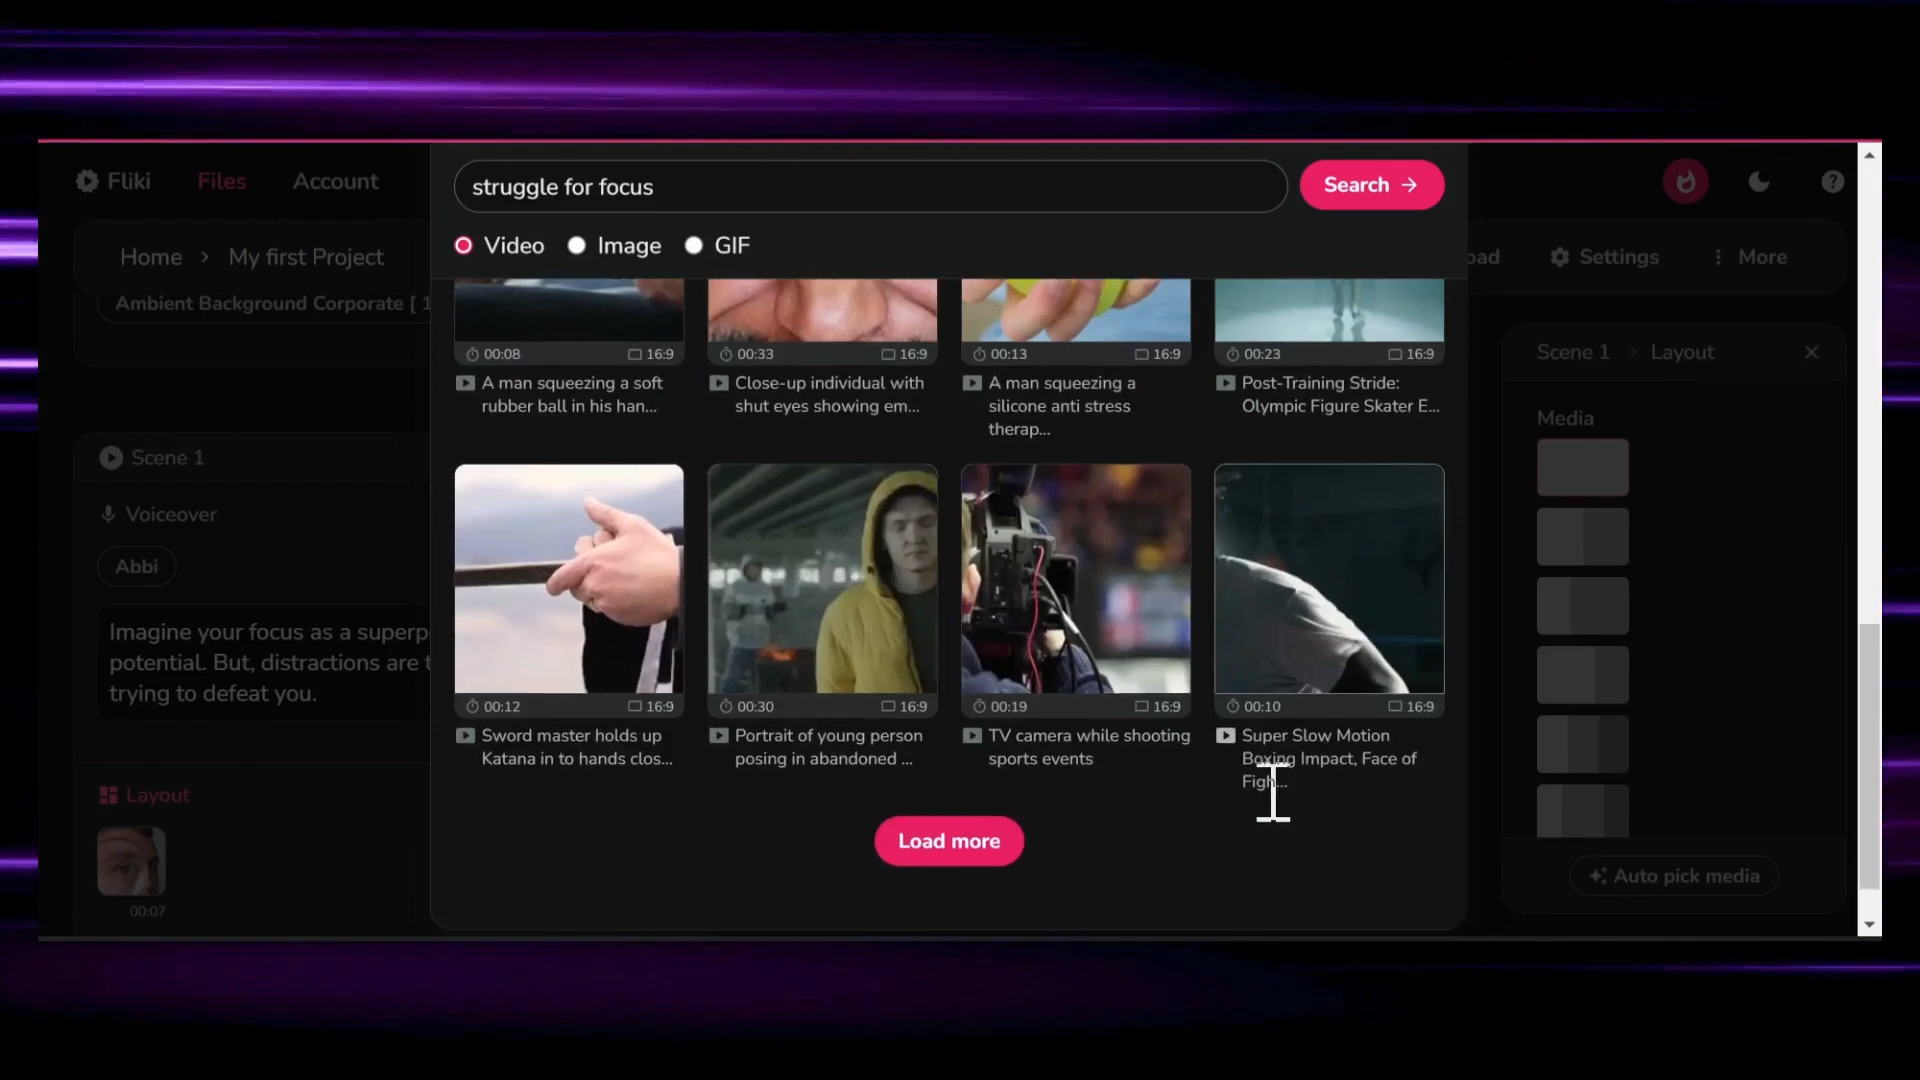 struggle for focus
Search
Fliki
Files
Account
Video
Image
GIF
Home
My first Project
Settings
More
Ambient Background Corporate [ 1
00:08 16:9
00:33 16:9
00:13 16:9
00:23 16:9
A man squeezing a soft
rubber ball in his han...
Close-up individual with
shut eyes showing em...
A man squeezing a
silicone anti stress
therap...
Post-Training Stride:
Olympic Figure Skater E...
Scene 1
Layout
Media
Scene 1
Voiceover
Abbi
Imagine your focus as a superp
potential. But, distractions are t
trying to defeat you.
00:12 16:9
00:30 16:9
00:19 16:9
00:10 16:9
Sword master holds up
Katana in to hands clos...
Portrait of young person
posing in abandoned ...
TV camera while shooting
sports events
Super Slow Motion
Boxing Impact, Face of
Figh...
Layout
00:07
Load more
Auto pick media